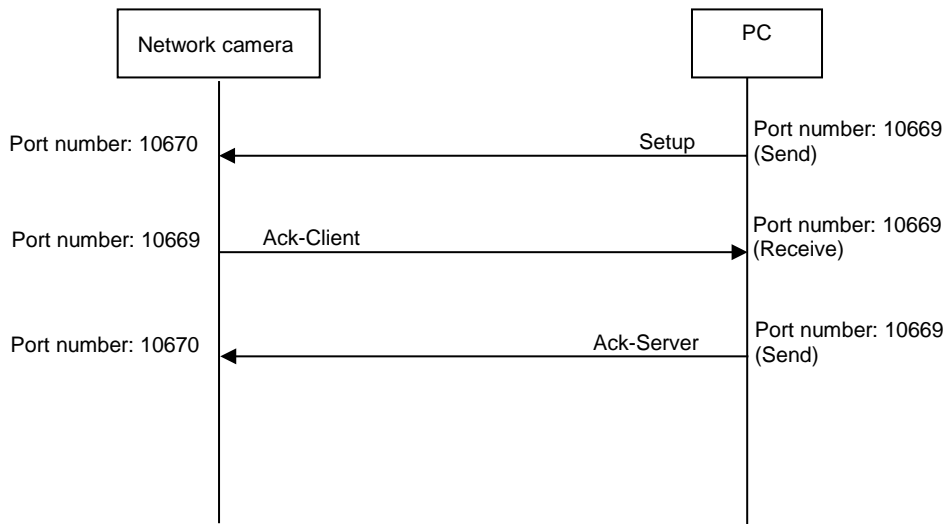 Network camera
PC
Port number: 10670
Setup
Port number: 10669
(Send)
Port number: 10669
Ack-Client
Port number: 10669
(Receive)
Port number: 10670
Ack-Server
Port number: 10669
(Send)